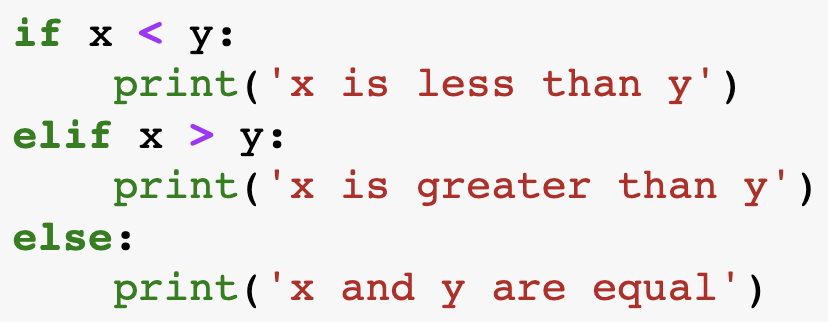 if x < y:
    print('x is less than y')
elif x > y:
    print('x is greater than y')
else:
    print('x and y are equal')